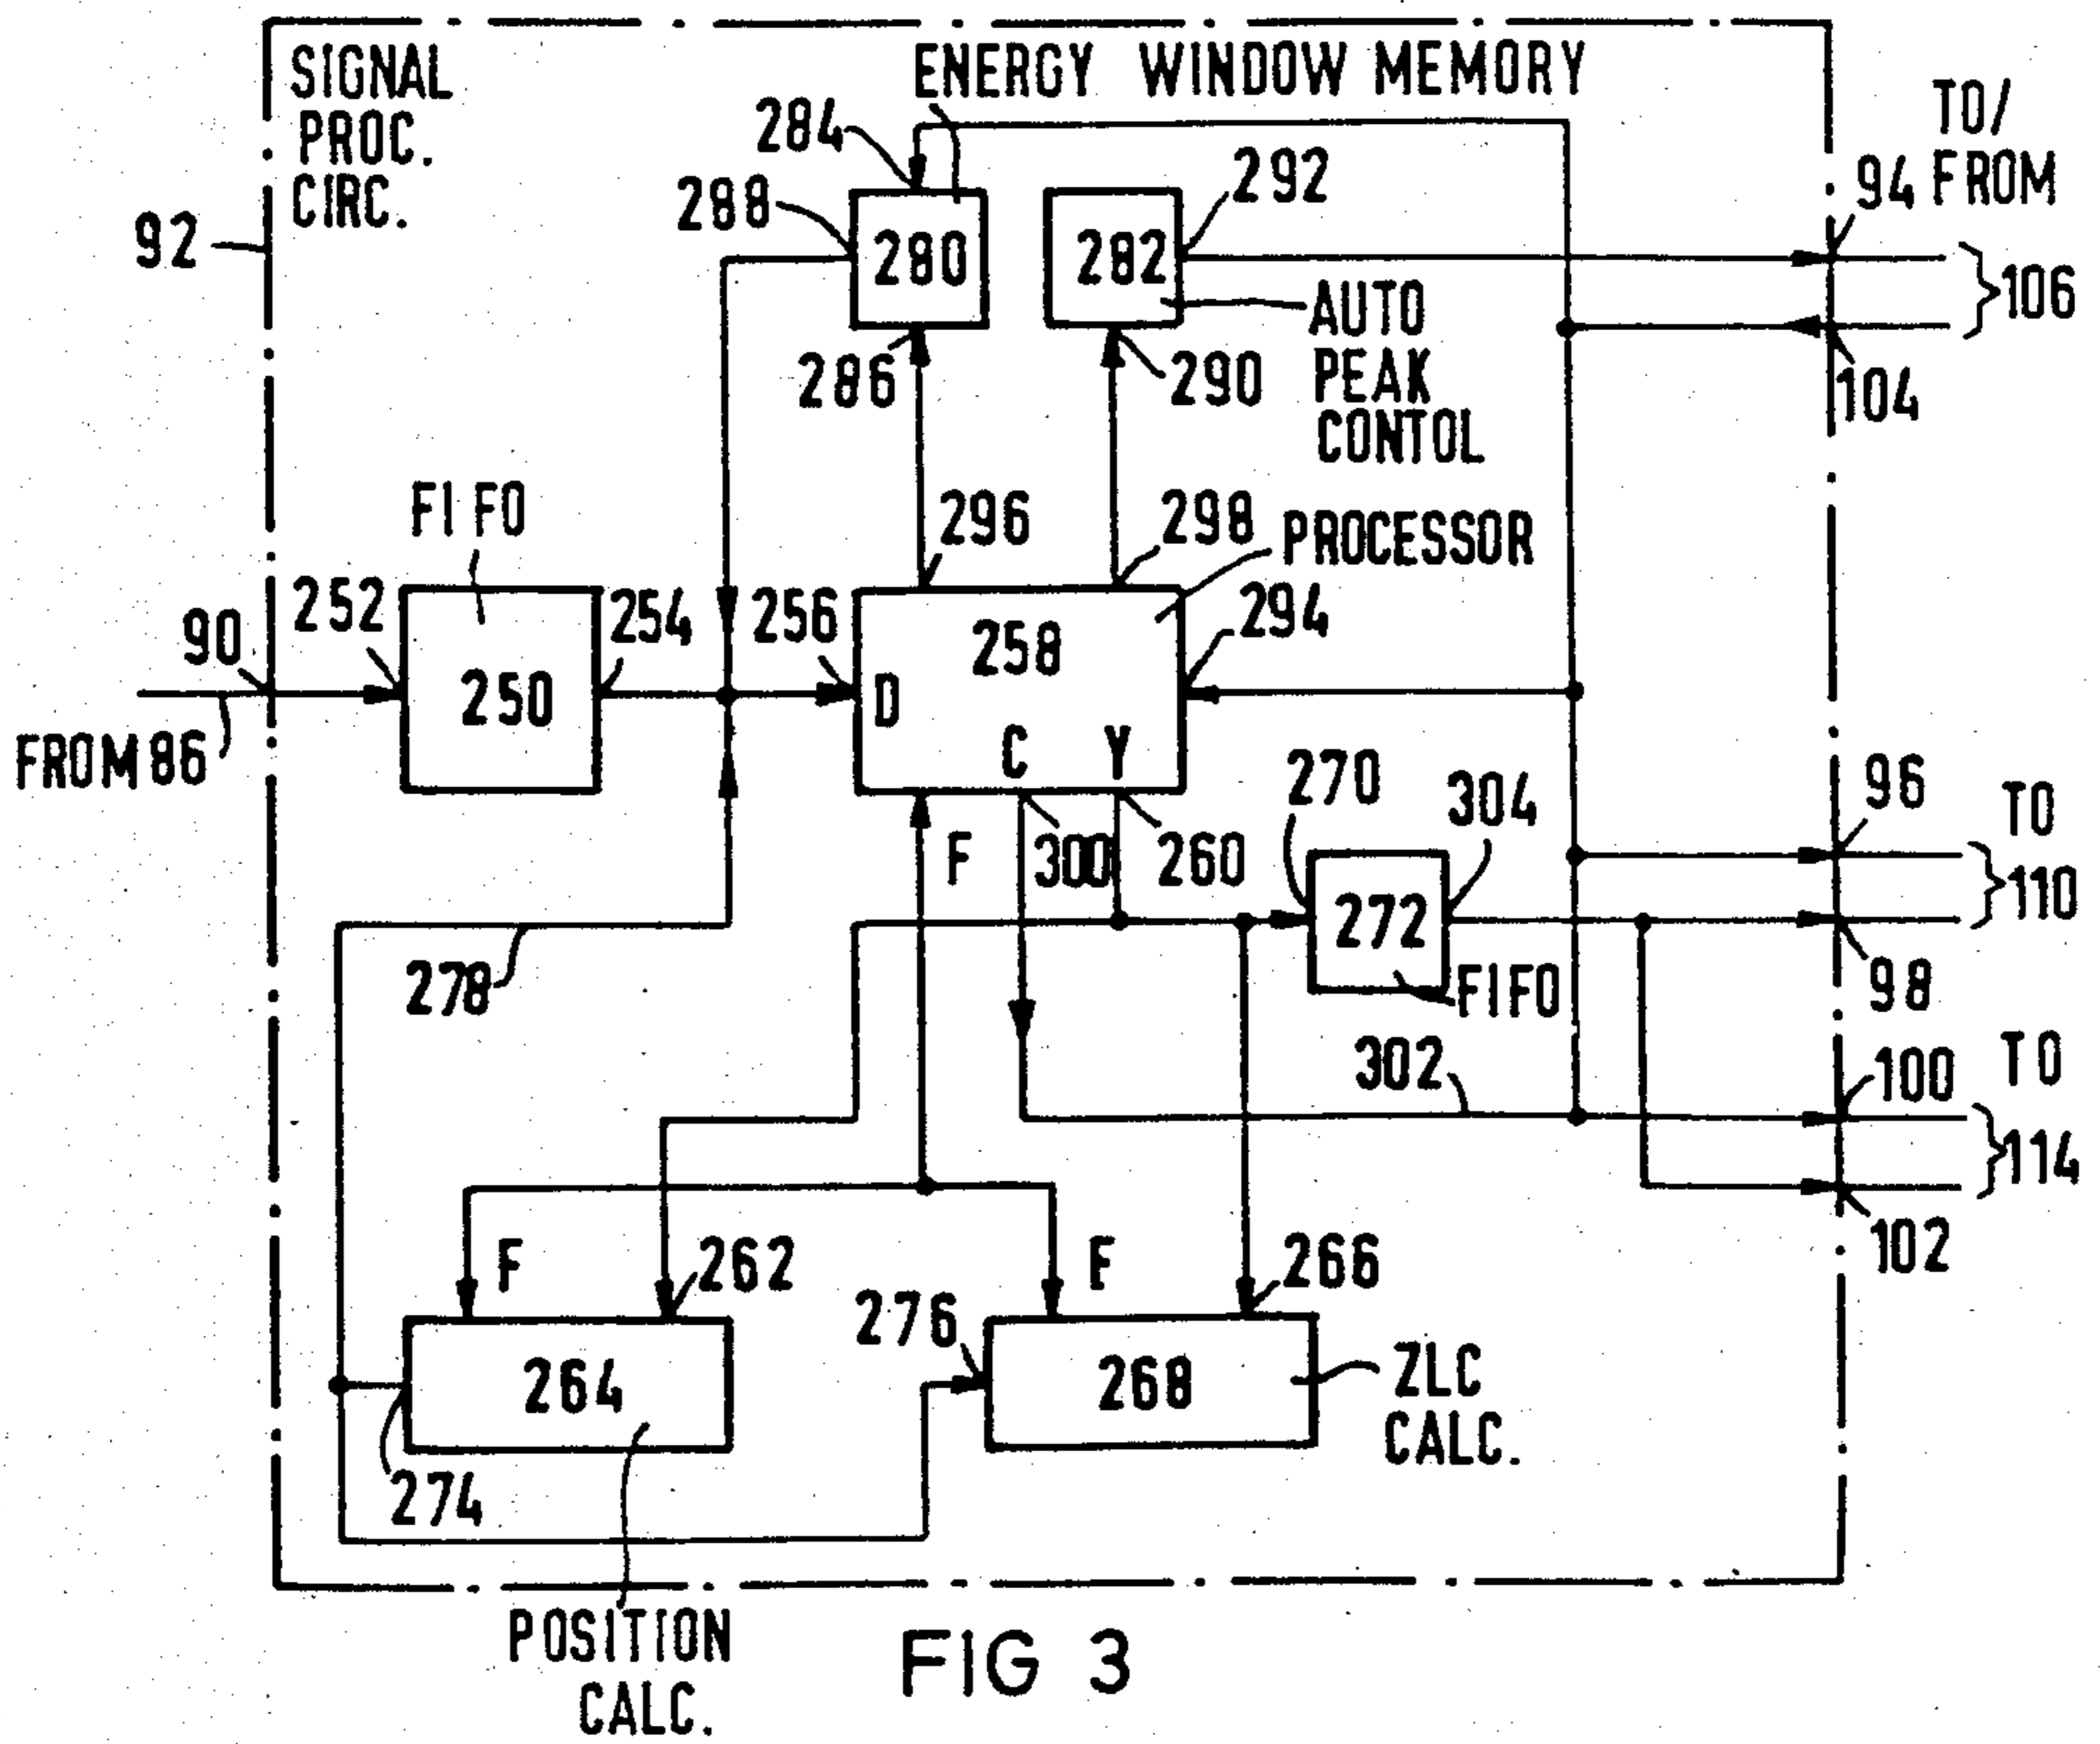 SIGNAL
PROC.
CIRC.
ENERGY WINDOW MEMORY
TO/
FROM
284
288
292
94
92
280
282
106
AUTO
PEAK
CONTOL
286
290
104
FIFO
296
298
PROCESSOR
252
254
256
294
90
258
250
D
C
Y
FROM 86
270
304
96
TO
F
300
260
110
272
278
FIFO
98
302
100
TO
114
F
262
F
266
102
276
264
268
ZLC
CALC.
274
POSITION
CALC.
FIG 3